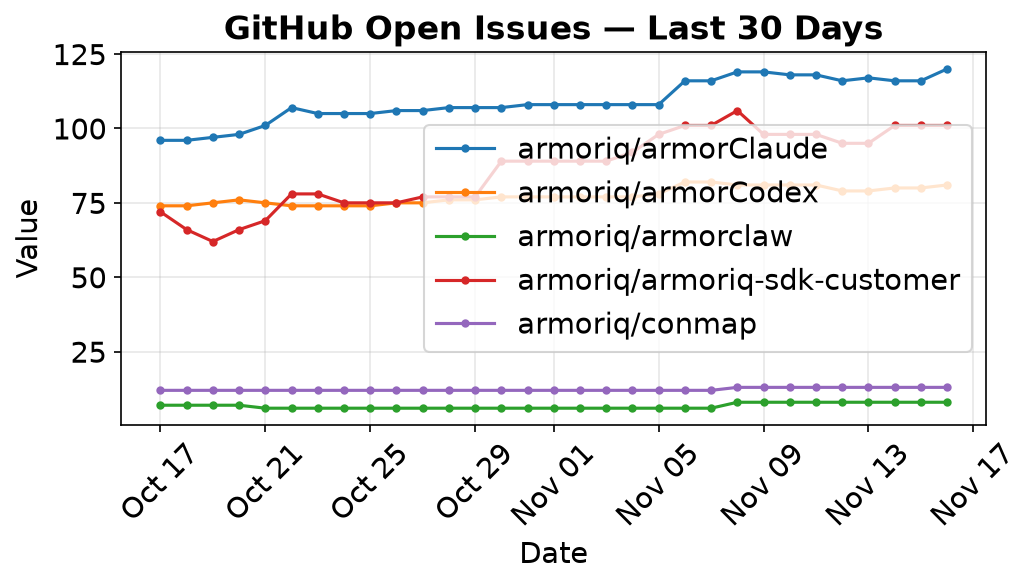 GitHub Open Issues — Last 30 Days
125
100
75
50
25
Value
armoriq/armorClaude
armoriq/armorCodex
armoriq/armorclaw
armoriq/armoriq-sdk-customer
armoriq/conmap
Oct 17
Oct 21
Oct 25
Oct 29
Nov 01
Nov 05
Nov 09
Nov 13
Nov 17
Date